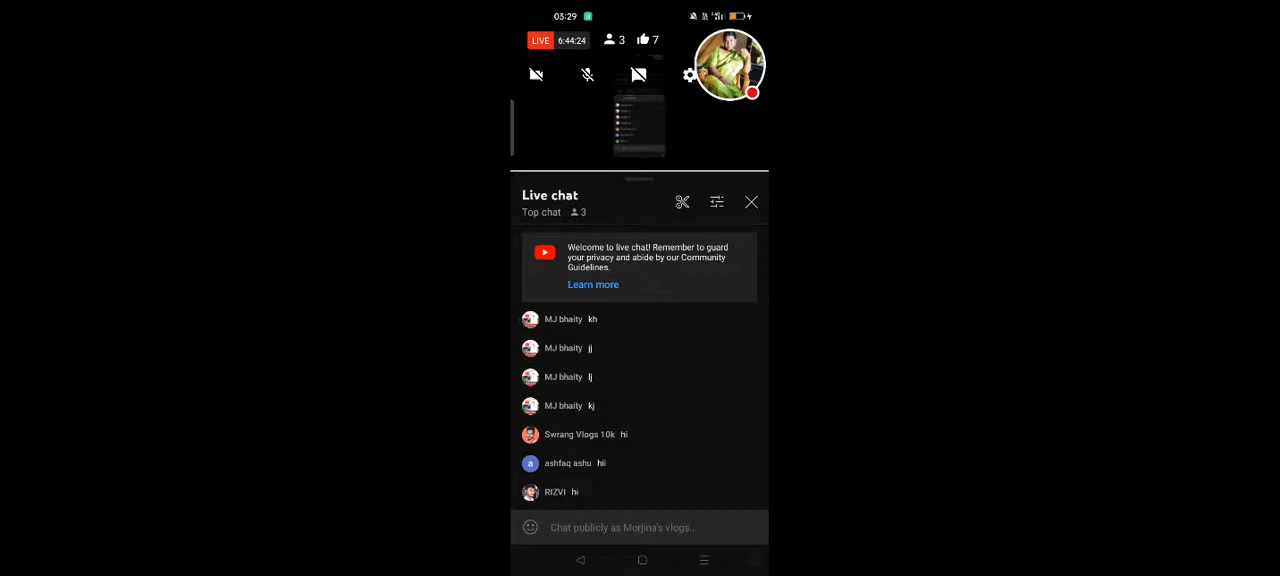 03:29
LIVE 6:44:24 3 7
Live chat
Top chat 3
Welcome to live chat! Remember to guard
your privacy and abide by our Community
Guidelines.
Learn more
MJ bhaity kh
MJ bhaity jj
MJ bhaity lj
MJ bhaity kj
Swrang Vlogs 10k hi
a ashfaq ashu hii
RIZVI hi
Chat publicly as Morjina's vlogs...